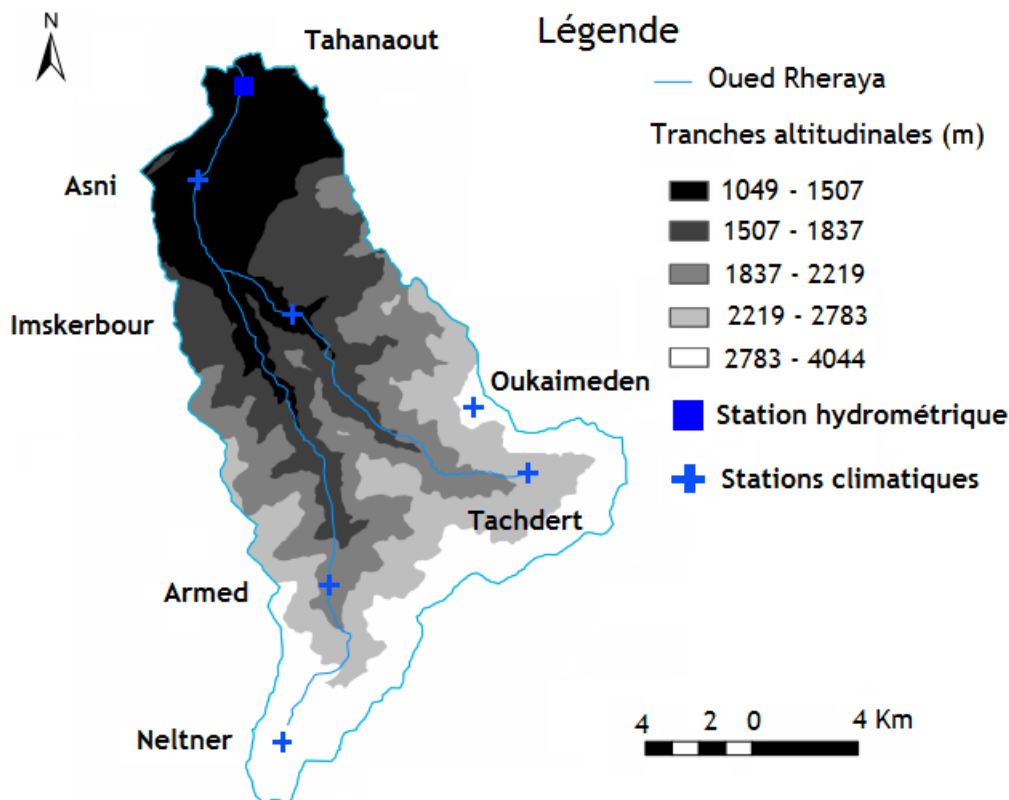 N
Tahanaout
Légende
Oued Rheraya
Tranches altitudinales (m)
Asni
1049 - 1507
1507 - 1837
1837 - 2219
Imskerbour
2219 - 2783
2783 - 4044
Oukaimeden
Station hydrométrique
Stations climatiques
Tachdert
Armed
Neltner
4 2 0 4 Km